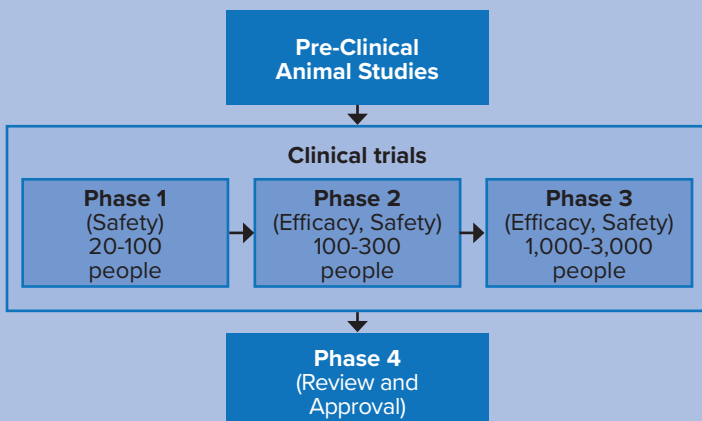 Pre-Clinical
Animal Studies
Clinical trials
Phase 1
(Safety)
20-100
people
Phase 2
(Efficacy, Safety)
100-300
people
Phase 3
(Efficacy, Safety)
1,000-3,000
people
Phase 4
(Review and
Approval)